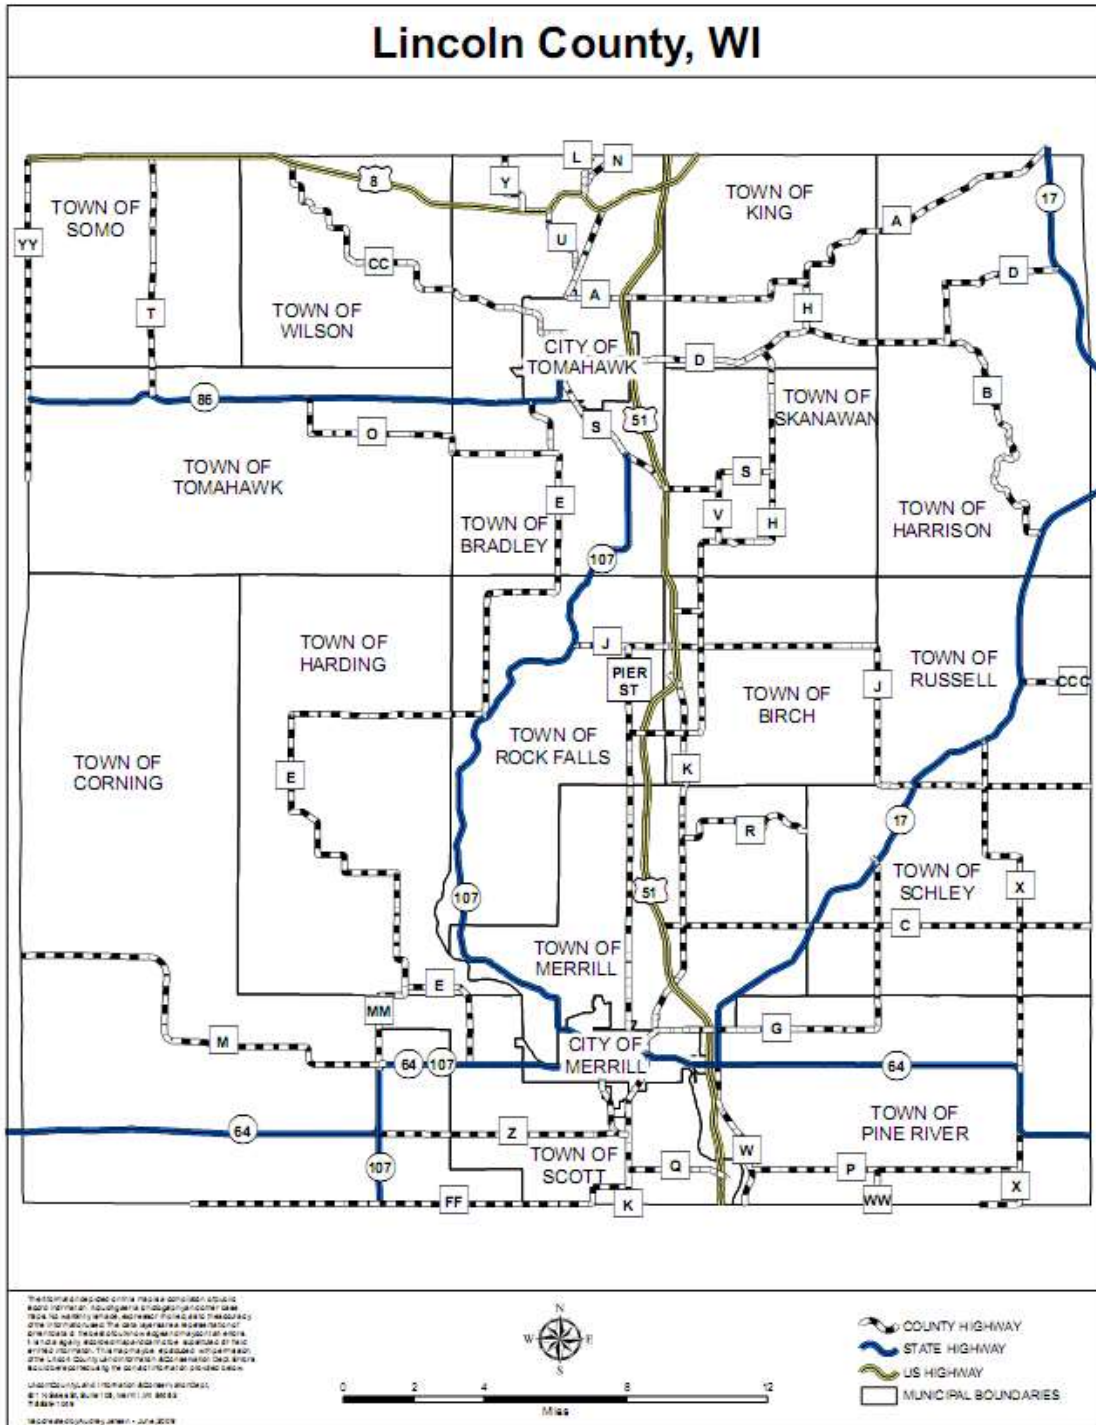 Lincoln County, WI
L
N
8
Y
TOWN OF
KING
17
TOWN OF
SOMO
A
YY
U
CC
D
A
T
TOWN OF
WILSON
H
CITY OF
TOMAHAWK
D
86
B
TOWN OF
SKANAWAN
S
51
O
TOWN OF
TOMAHAWK
S
E
V
H
TOWN OF
BRADLEY
TOWN OF
HARRISON
107
TOWN OF
HARDING
J
TOWN OF
RUSSELL
PIER
ST
J
CCC
TOWN OF
BIRCH
TOWN OF
ROCK FALLS
TOWN OF
CORNING
E
K
R
17
TOWN OF
SCHLEY
51
X
107
C
TOWN OF
MERRILL
E
MM
M
G
CITY OF
MERRILL
64
107
64
TOWN OF
PINE RIVER
64
Z
W
TOWN OF
SCOTT
107
Q
P
X
FF
K
WW
N
W
E
S
COUNTY HIGHWAY
STATE HIGHWAY
US HIGHWAY
MUNICIPAL BOUNDARIES
0
2
4
8
12
Miles